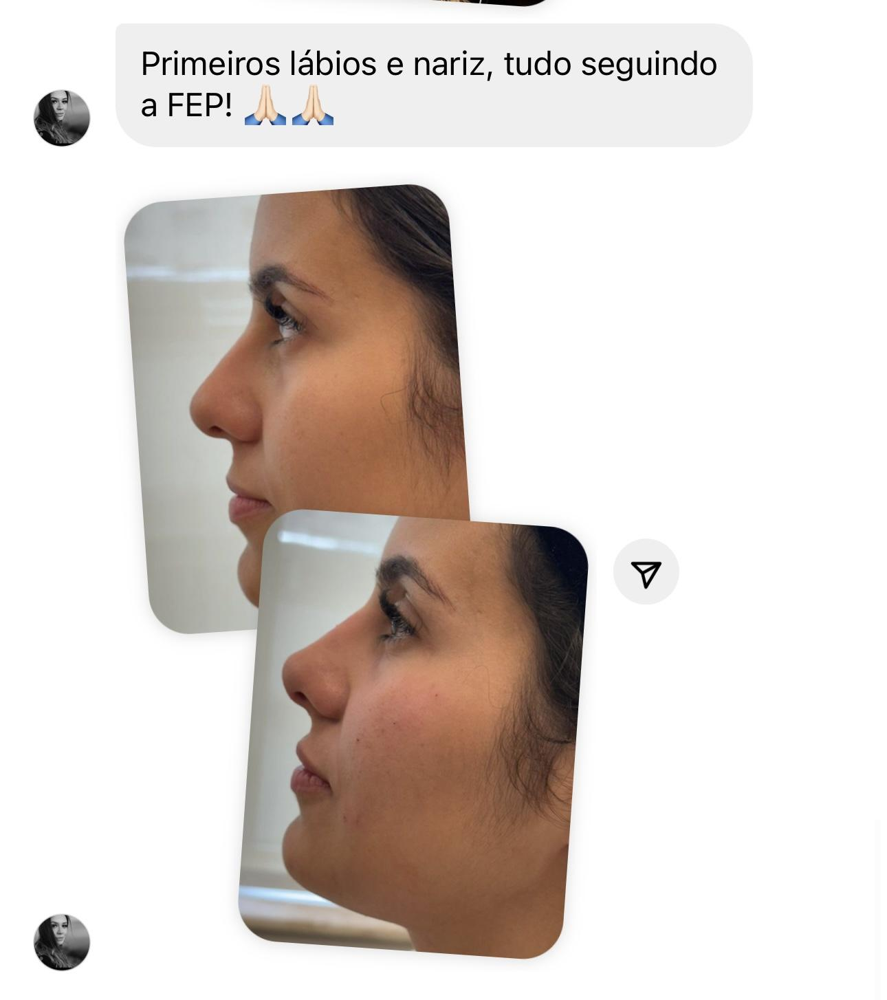 Primeiros lábios e nariz, tudo seguindo
a FEP! 🙏🏻🙏🏻